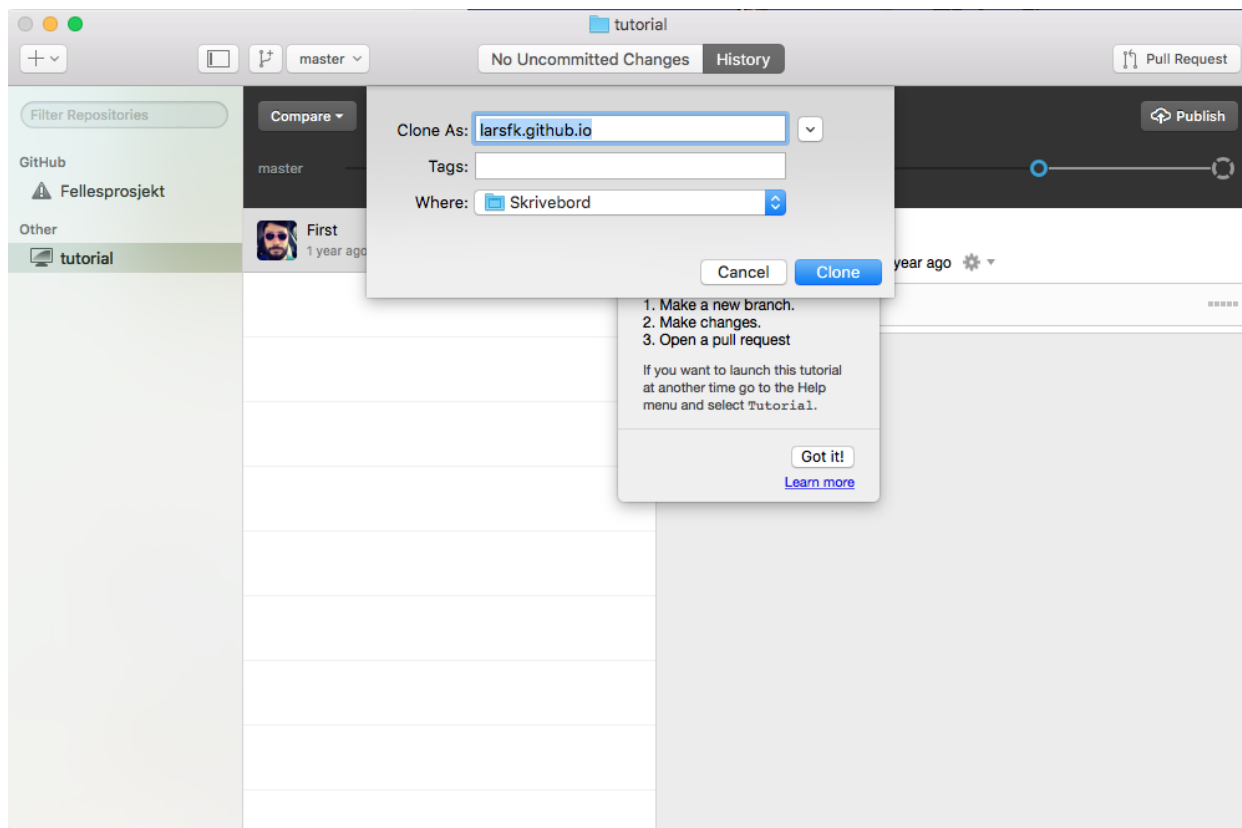 tutorial
master
No Uncommitted Changes
History
Pull Request
Filter Repositories
GitHub
Fellesprosjekt
Other
tutorial
Compare
Publish
master
Clone As: larsfk.github.io
Tags:
Where: Skrivebord
Cancel
Clone
First
1 year ago
year ago
1. Make a new branch.
2. Make changes.
3. Open a pull request
If you want to launch this tutorial
at another time go to the Help
menu and select Tutorial.
Got it!
Learn more